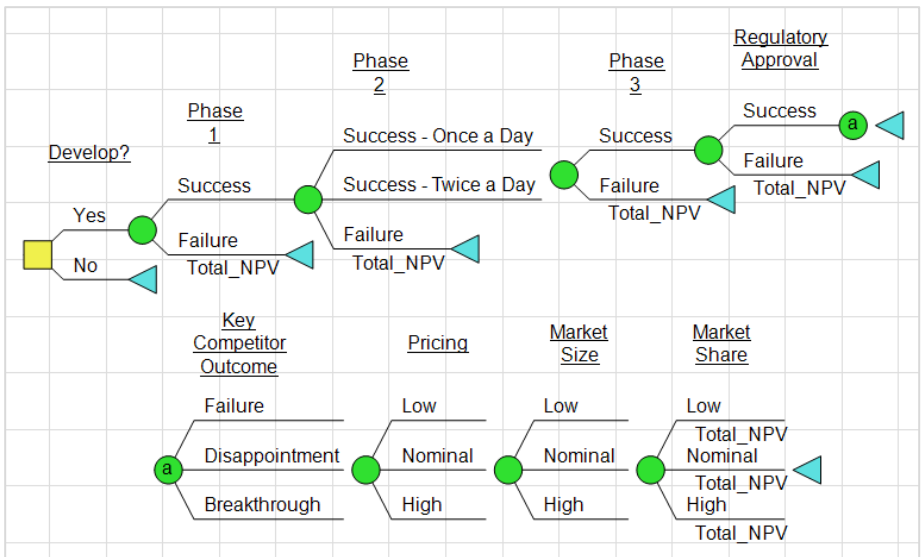 Regulatory
Approval
Phase
2
Phase
3
Phase
1
Success
a
Success - Once a Day
Success
Develop?
Failure
Total_NPV
Success
Success - Twice a Day
Failure
Total_NPV
Yes
Failure
Total_NPV
Failure
Total_NPV
No
Key
Competitor
Outcome
Pricing
Market
Size
Market
Share
Failure
Low
Low
Low
Total_NPV
a
Disappointment
Nominal
Nominal
Nominal
Total_NPV
Breakthrough
High
High
High
Total_NPV